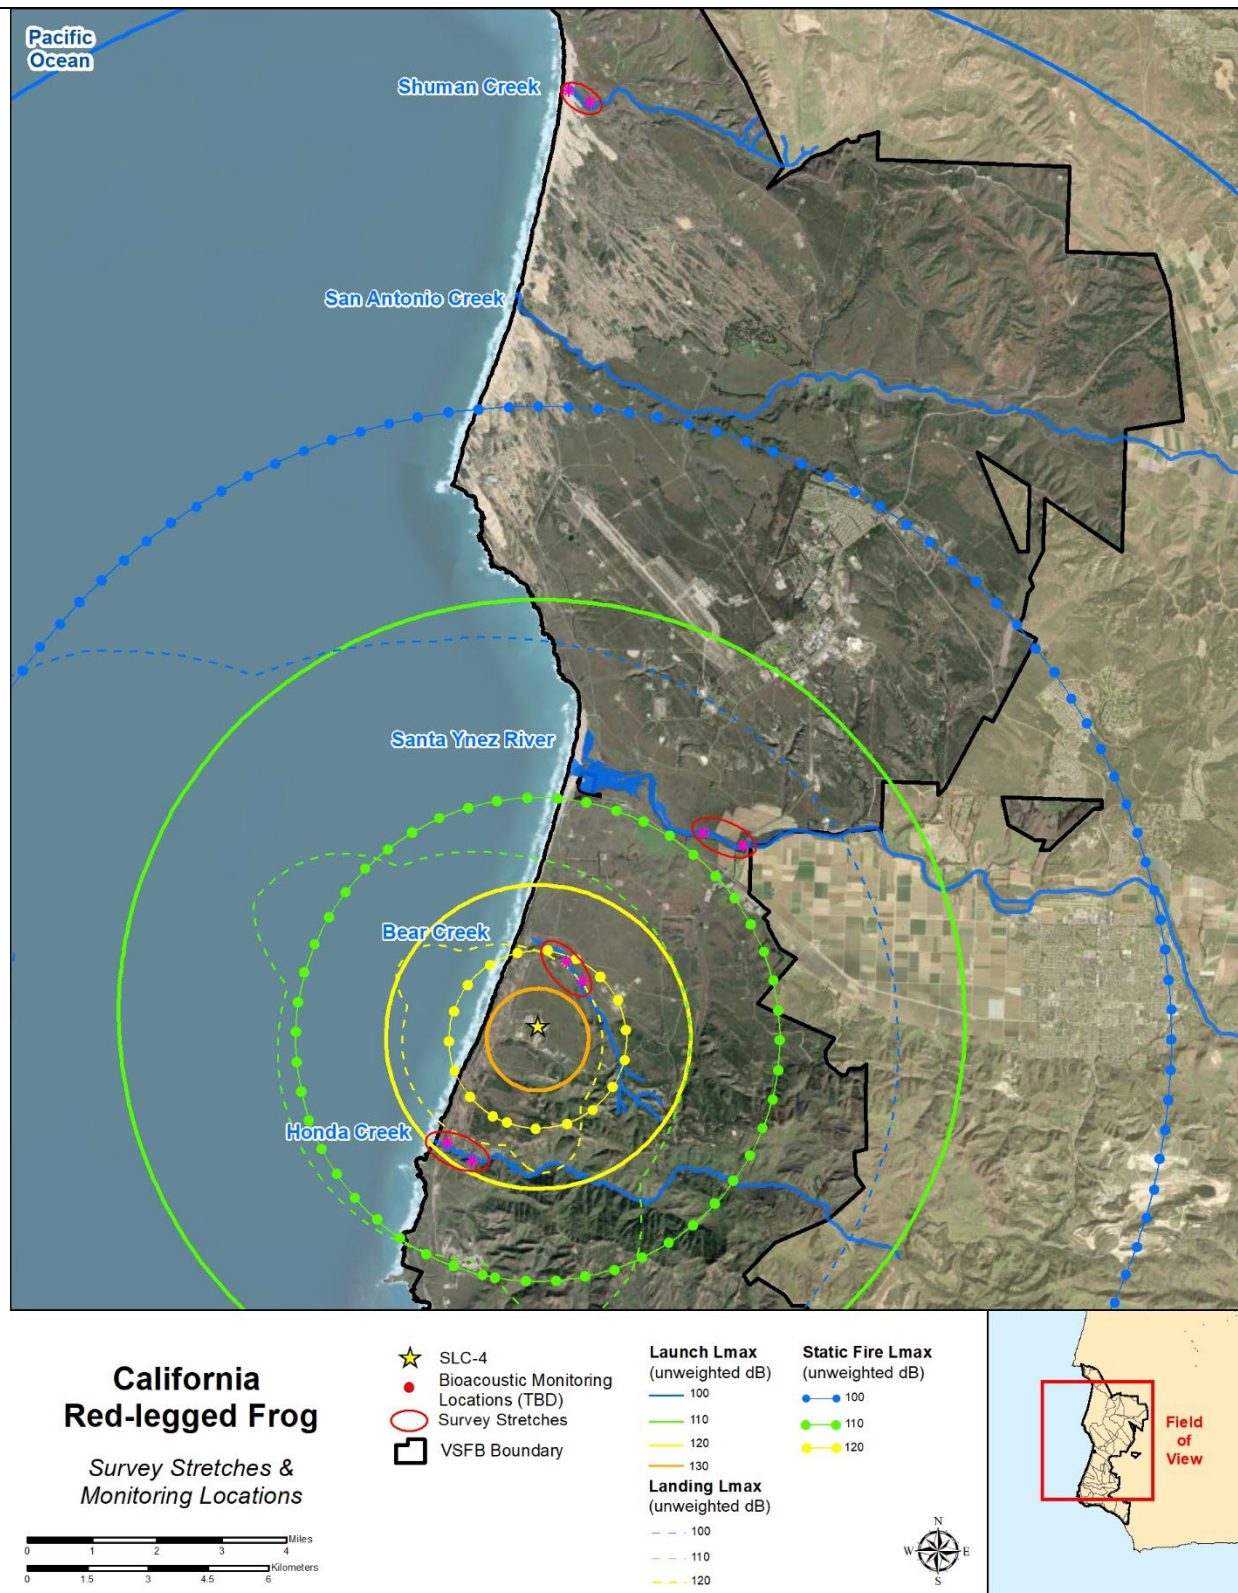 Pacific
Ocean
Shuman Creek
San Antonio Creek
Santa Ynez River
Bear Creek
Honda Creek
California
Red-legged Frog
Survey Stretches &
Monitoring Locations
Miles
0 1 2 3 4
Kilometers
0 1.5 3 4.5 6
SLC-4
Bioacoustic Monitoring
Locations (TBD)
Survey Stretches
VSFB Boundary
Launch Lmax
(unweighted dB)
100
110
120
130
Landing Lmax
(unweighted dB)
100
110
120
Static Fire Lmax
(unweighted dB)
100
110
120
N
W E
S
Field
of
View